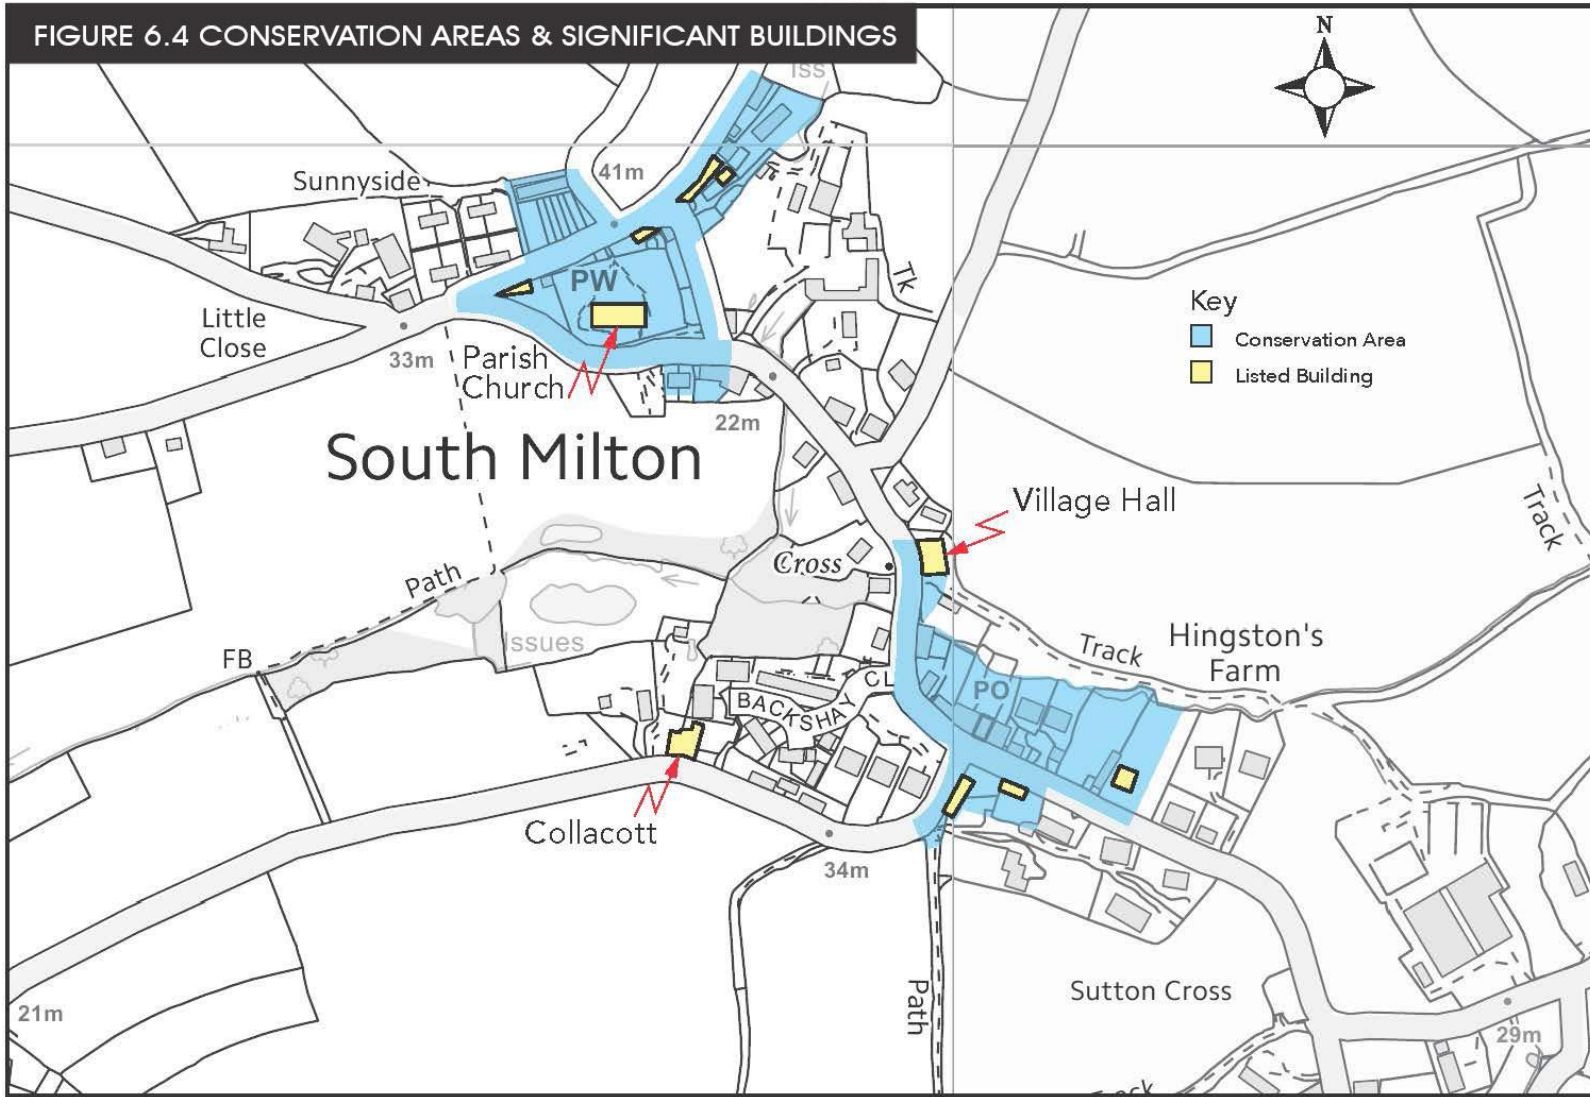 FIGURE 6.4 CONSERVATION AREAS & SIGNIFICANT BUILDINGS
N
Iss
41m
Sunnyside
PW
Tk
Key
Conservation Area
Listed Building
Little
Close
33m
Parish
Church
22m
South Milton
Village Hall
Track
Cross
Path
Issues
FB
Track
Hingston's
Farm
PO
BACKSHAY CL
Collacott
34m
Path
Sutton Cross
21m
29m
Track